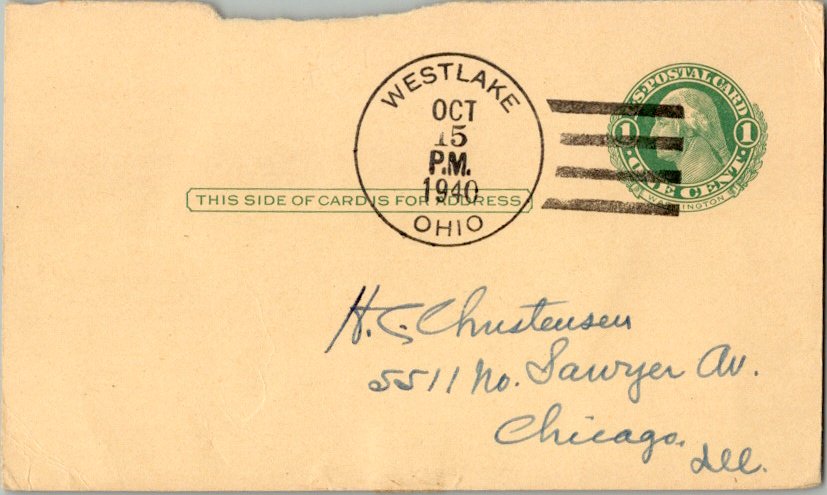 WESTLAKE
OCT
15
P.M.
1940
OHIO
U.S. POSTAL CARD
1 1
ONE CENT
WASHINGTON
THIS SIDE OF CARD IS FOR ADDRESS
H. C. Christensen
5511 No. Sawyer Av.
Chicago.
Ill.